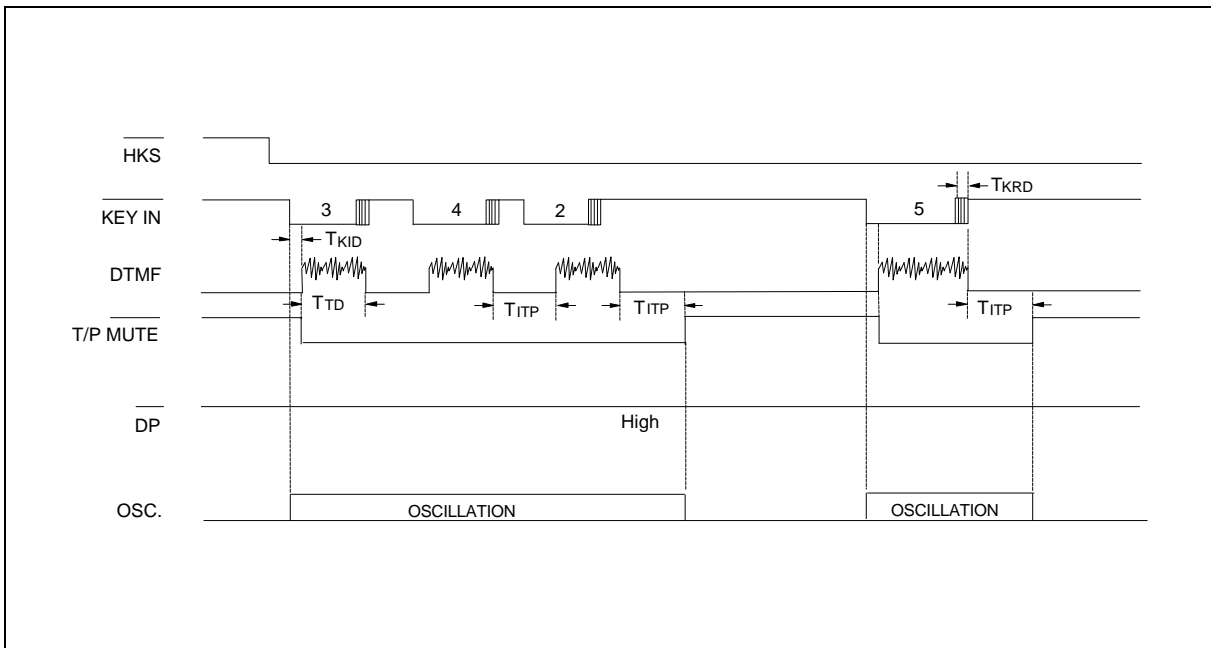 HKS
TKRD
KEY IN
3
4
2
5
TKID
DTMF
TTD
TITP
TITP
TITP
T/P MUTE
DP
High
OSC.
OSCILLATION
OSCILLATION